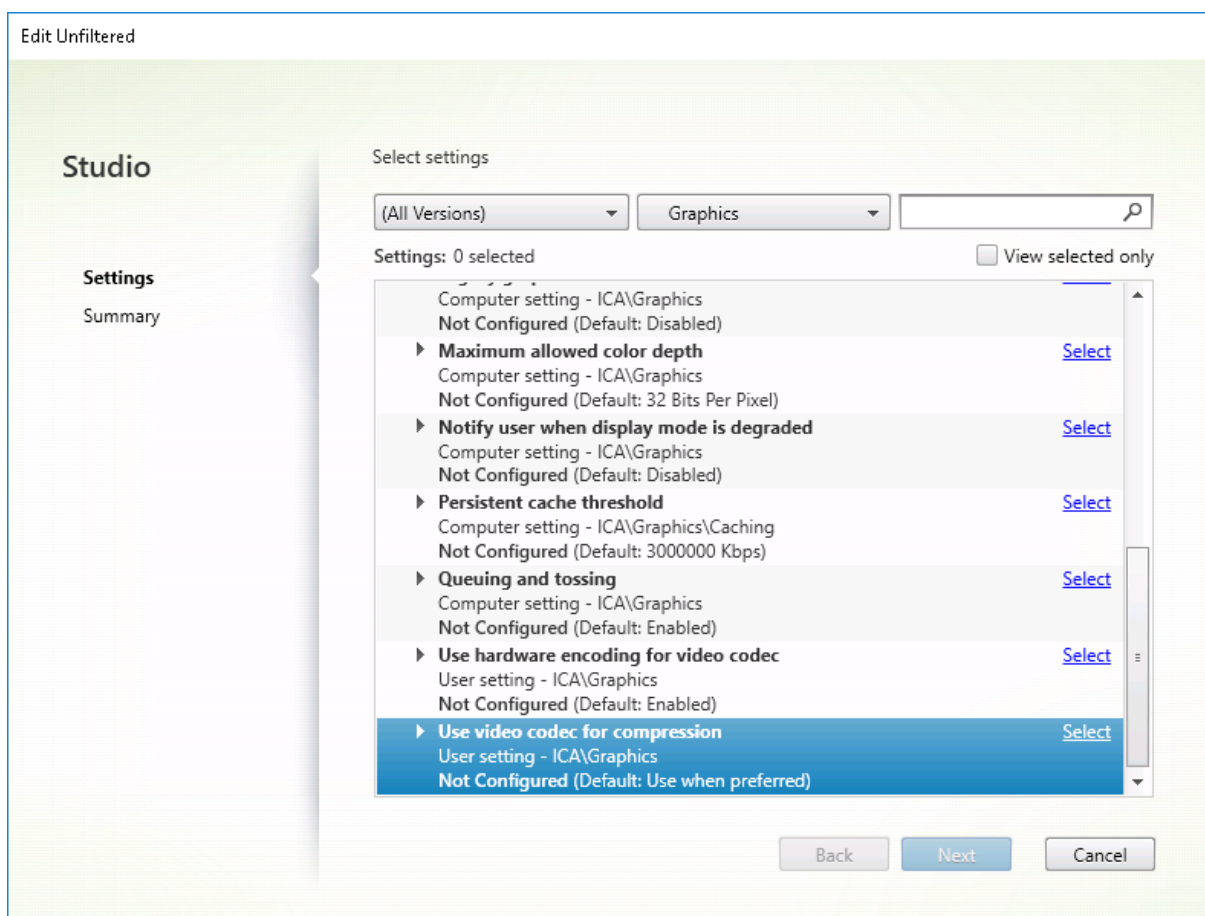 Edit Unfiltered
Studio
Settings
Summary
Select settings
(All Versions)
Graphics
Settings: 0 selected
View selected only
Computer setting - ICA\Graphics
Not Configured (Default: Disabled)
Maximum allowed color depth
Select
Computer setting - ICA\Graphics
Not Configured (Default: 32 Bits Per Pixel)
Notify user when display mode is degraded
Select
Computer setting - ICA\Graphics
Not Configured (Default: Disabled)
Persistent cache threshold
Select
Computer setting - ICA\Graphics\Caching
Not Configured (Default: 3000000 Kbps)
Queuing and tossing
Select
Computer setting - ICA\Graphics
Not Configured (Default: Enabled)
Use hardware encoding for video codec
Select
User setting - ICA\Graphics
Not Configured (Default: Enabled)
Use video codec for compression
Select
User setting - ICA\Graphics
Not Configured (Default: Use when preferred)
Back
Next
Cancel